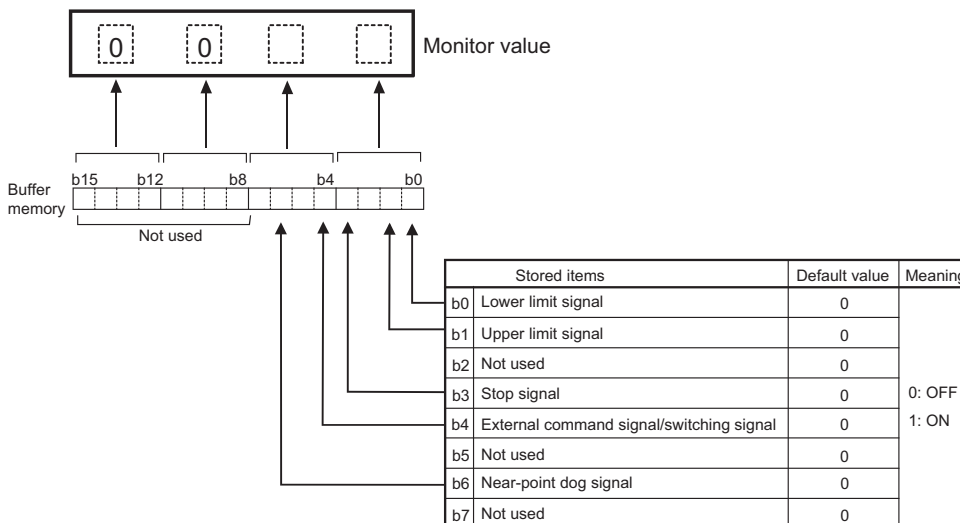 0 0
Monitor value
b15 b12 b8 b4 b0
Buffer
memory
Not used
Stored items Default value Meaning
b0 Lower limit signal 0
b1 Upper limit signal 0
b2 Not used 0
b3 Stop signal 0 0: OFF
b4 External command signal/switching signal 0 1: ON
b5 Not used 0
b6 Near-point dog signal 0
b7 Not used 0